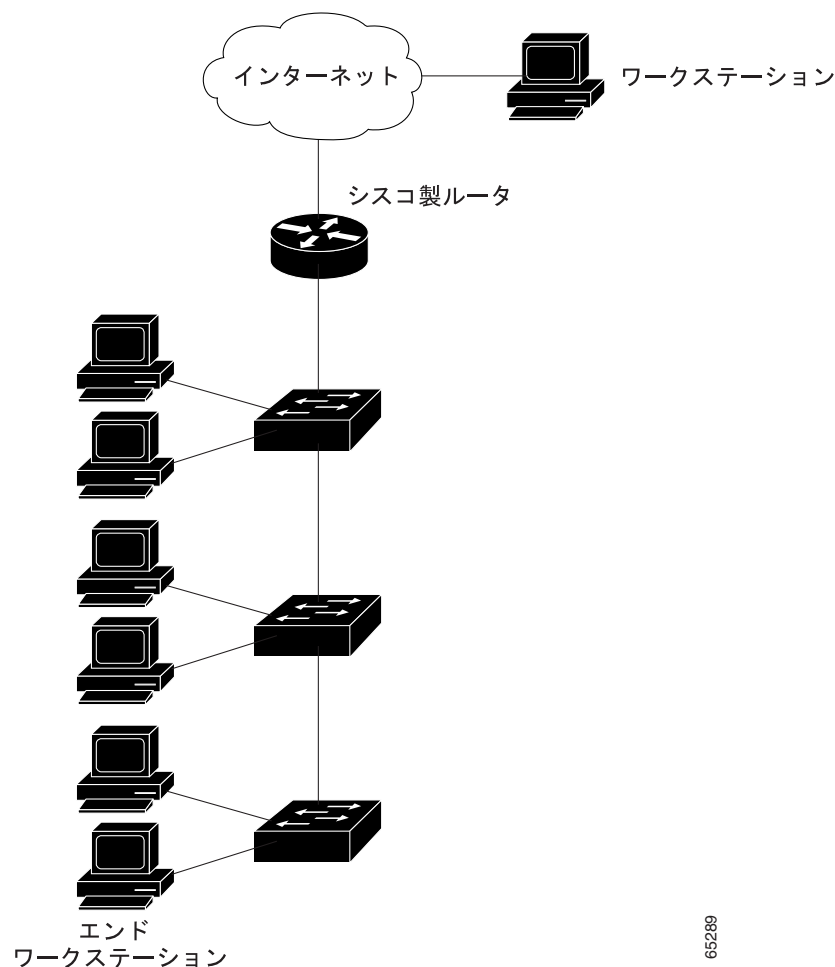 インターネット
ワークステーション
シスコ製ルータ
エンド
ワークステーション
65289